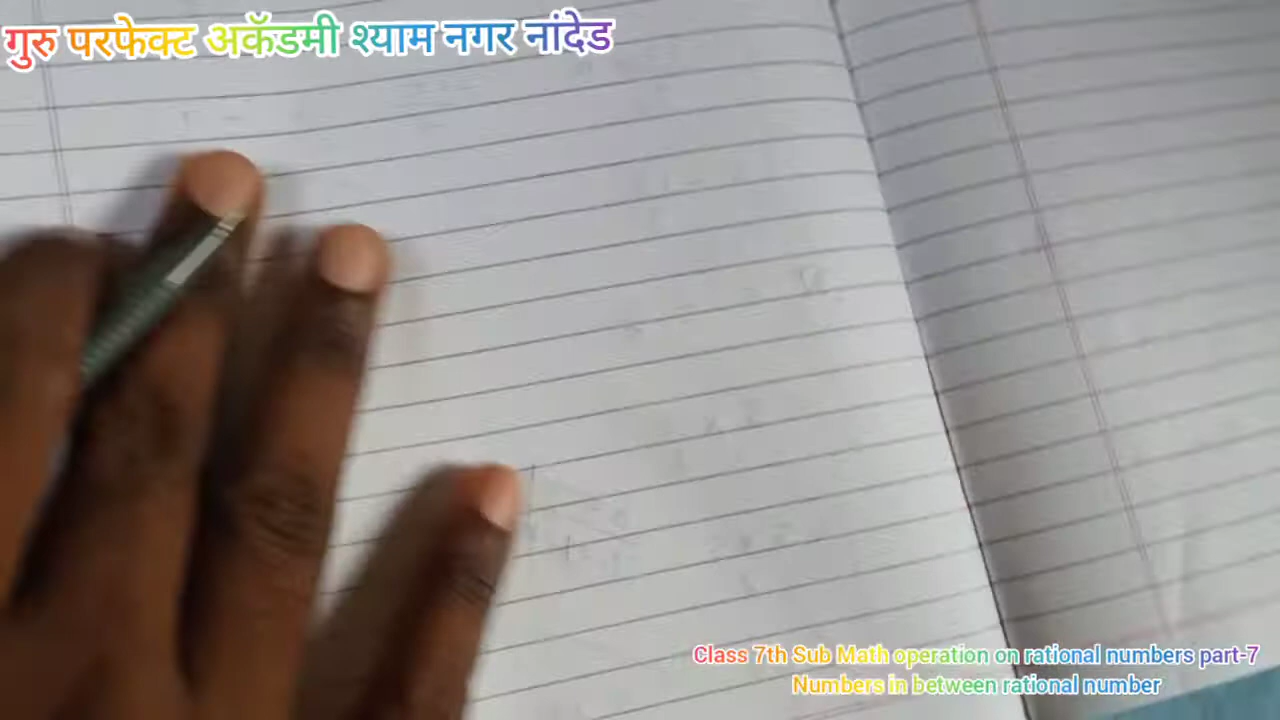 गुरु परफेक्ट अकॅडमी श्याम नगर नांदेड
Class 7th Sub Math operation on rational numbers part-7
Numbers in between rational number